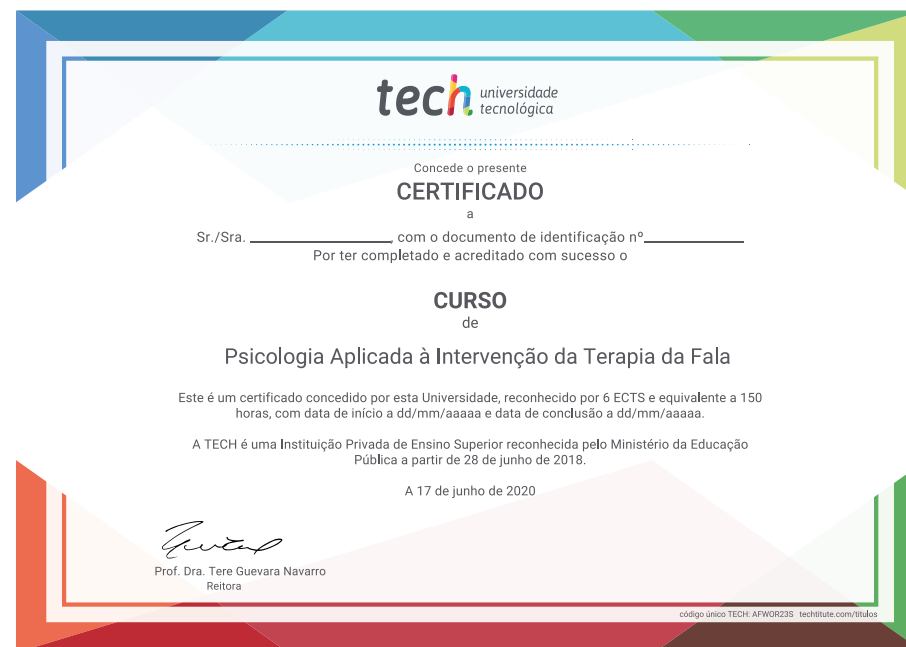 tech universidade
tecnológica
Concede o presente
CERTIFICADO
a
Sr./Sra. ____________________, com o documento de identificação nº______________
Por ter completado e acreditado com sucesso o
CURSO
de
Psicologia Aplicada à Intervenção da Terapia da Fala
Este é um certificado concedido por esta Universidade, reconhecido por 6 ECTS e equivalente a 150
horas, com data de início a dd/mm/aaaaa e data de conclusão a dd/mm/aaaaa.
A TECH é uma Instituição Privada de Ensino Superior reconhecida pelo Ministério da Educação
Pública a partir de 28 de junho de 2018.
A 17 de junho de 2020
Prof. Dra. Tere Guevara Navarro
Reitora
código único TECH: AFWOR23S techtitute.com/titulos